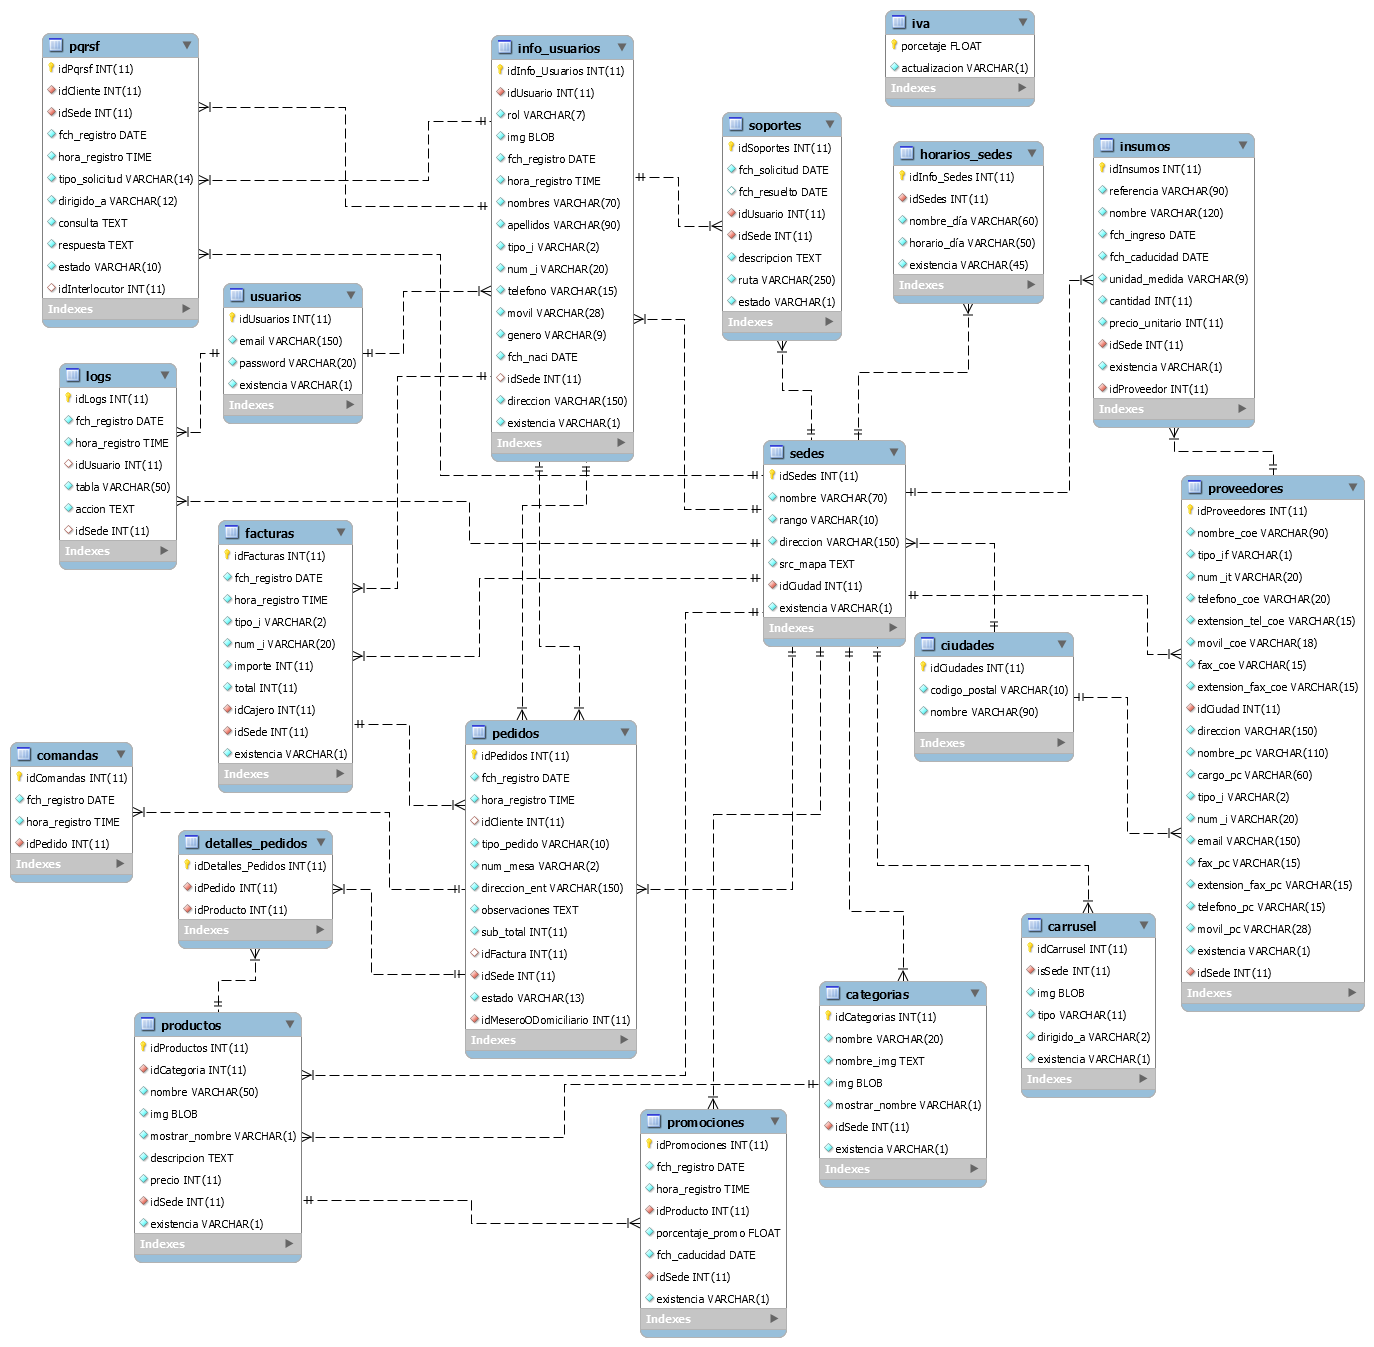 pqrsf
idPqrsf INT(11)
idCliente INT(11)
idSede INT(11)
fch_registro DATE
hora_registro TIME
tipo_solicitud VARCHAR(14)
dirigido_a VARCHAR(12)
consulta TEXT
respuesta TEXT
estado VARCHAR(10)
idInterlocutor INT(11)
Indexes
info_usuarios
idInfo_Usuarios INT(11)
idUsuario INT(11)
rol VARCHAR(7)
img BLOB
fch_registro DATE
hora_registro TIME
nombres VARCHAR(70)
apellidos VARCHAR(90)
tipo_i VARCHAR(2)
num_i VARCHAR(20)
telefono VARCHAR(15)
movil VARCHAR(28)
genero VARCHAR(9)
fch_naci DATE
idSede INT(11)
direccion VARCHAR(150)
existencia VARCHAR(1)
Indexes
iva
porcetaje FLOAT
actualizacion VARCHAR(1)
Indexes
soportes
idSoportes INT(11)
fch_solicitud DATE
fch_resuelto DATE
idUsuario INT(11)
idSede INT(11)
descripcion TEXT
ruta VARCHAR(250)
estado VARCHAR(1)
Indexes
horarios_sedes
idInfo_Sedes INT(11)
idSedes INT(11)
nombre_día VARCHAR(60)
horario_día VARCHAR(50)
existencia VARCHAR(45)
Indexes
insumos
idInsumos INT(11)
referencia VARCHAR(90)
nombre VARCHAR(120)
fch_ingreso DATE
fch_caducidad DATE
unidad_medida VARCHAR(9)
cantidad INT(11)
precio_unitario INT(11)
idSede INT(11)
existencia VARCHAR(1)
idProveedor INT(11)
Indexes
usuarios
idUsuarios INT(11)
email VARCHAR(150)
password VARCHAR(20)
existencia VARCHAR(1)
Indexes
logs
idLogs INT(11)
fch_registro DATE
hora_registro TIME
idUsuario INT(11)
tabla VARCHAR(50)
accion TEXT
idSede INT(11)
Indexes
sedes
idSedes INT(11)
nombre VARCHAR(70)
rango VARCHAR(10)
direccion VARCHAR(150)
src_mapa TEXT
idCiudad INT(11)
existencia VARCHAR(1)
Indexes
proveedores
idProveedores INT(11)
nombre_coe VARCHAR(90)
tipo_if VARCHAR(1)
num_it VARCHAR(20)
telefono_coe VARCHAR(20)
extension_tel_coe VARCHAR(15)
movil_coe VARCHAR(18)
fax_coe VARCHAR(15)
extension_fax_coe VARCHAR(15)
idCiudad INT(11)
direccion VARCHAR(150)
nombre_pc VARCHAR(110)
cargo_pc VARCHAR(60)
tipo_i VARCHAR(2)
num_i VARCHAR(20)
email VARCHAR(150)
fax_pc VARCHAR(15)
extension_fax_pc VARCHAR(15)
telefono_pc VARCHAR(15)
movil_pc VARCHAR(28)
existencia VARCHAR(1)
idSede INT(11)
Indexes
facturas
idFacturas INT(11)
fch_registro DATE
hora_registro TIME
tipo_i VARCHAR(2)
num_i VARCHAR(20)
importe INT(11)
total INT(11)
idCajero INT(11)
idSede INT(11)
existencia VARCHAR(1)
Indexes
ciudades
idCiudades INT(11)
codigo_postal VARCHAR(10)
nombre VARCHAR(90)
Indexes
comandas
idComandas INT(11)
fch_registro DATE
hora_registro TIME
idPedido INT(11)
Indexes
pedidos
idPedidos INT(11)
fch_registro DATE
hora_registro TIME
idCliente INT(11)
tipo_pedido VARCHAR(10)
num_mesa VARCHAR(2)
direccion_ent VARCHAR(150)
observaciones TEXT
sub_total INT(11)
idFactura INT(11)
idSede INT(11)
estado VARCHAR(13)
idMeseroODomiciliario INT(11)
Indexes
detalles_pedidos
idDetalles_Pedidos INT(11)
idPedido INT(11)
idProducto INT(11)
Indexes
carrusel
idCarrusel INT(11)
isSede INT(11)
img BLOB
tipo VARCHAR(11)
dirigido_a VARCHAR(2)
existencia VARCHAR(1)
Indexes
categorias
idCategorias INT(11)
nombre VARCHAR(20)
nombre_img TEXT
img BLOB
mostrar_nombre VARCHAR(1)
idSede INT(11)
existencia VARCHAR(1)
Indexes
productos
idProductos INT(11)
idCategoria INT(11)
nombre VARCHAR(50)
img BLOB
mostrar_nombre VARCHAR(1)
descripcion TEXT
precio INT(11)
idSede INT(11)
existencia VARCHAR(1)
Indexes
promociones
idPromociones INT(11)
fch_registro DATE
hora_registro TIME
idProducto INT(11)
porcentaje_promo FLOAT
fch_caducidad DATE
idSede INT(11)
existencia VARCHAR(1)
Indexes